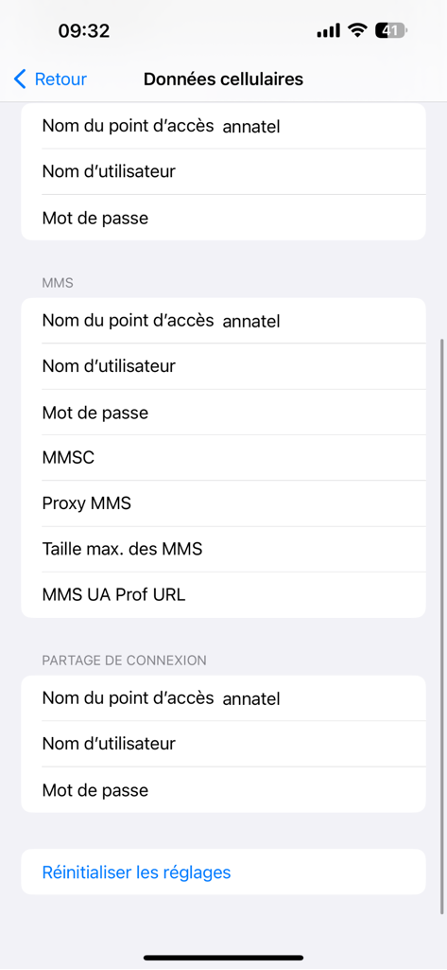 09:32
41
Retour
Données cellulaires
Nom du point d’accès annatel
Nom d’utilisateur
Mot de passe
MMS
Nom du point d’accès annatel
Nom d’utilisateur
Mot de passe
MMSC
Proxy MMS
Taille max. des MMS
MMS UA Prof URL
PARTAGE DE CONNEXION
Nom du point d’accès annatel
Nom d’utilisateur
Mot de passe
Réinitialiser les réglages